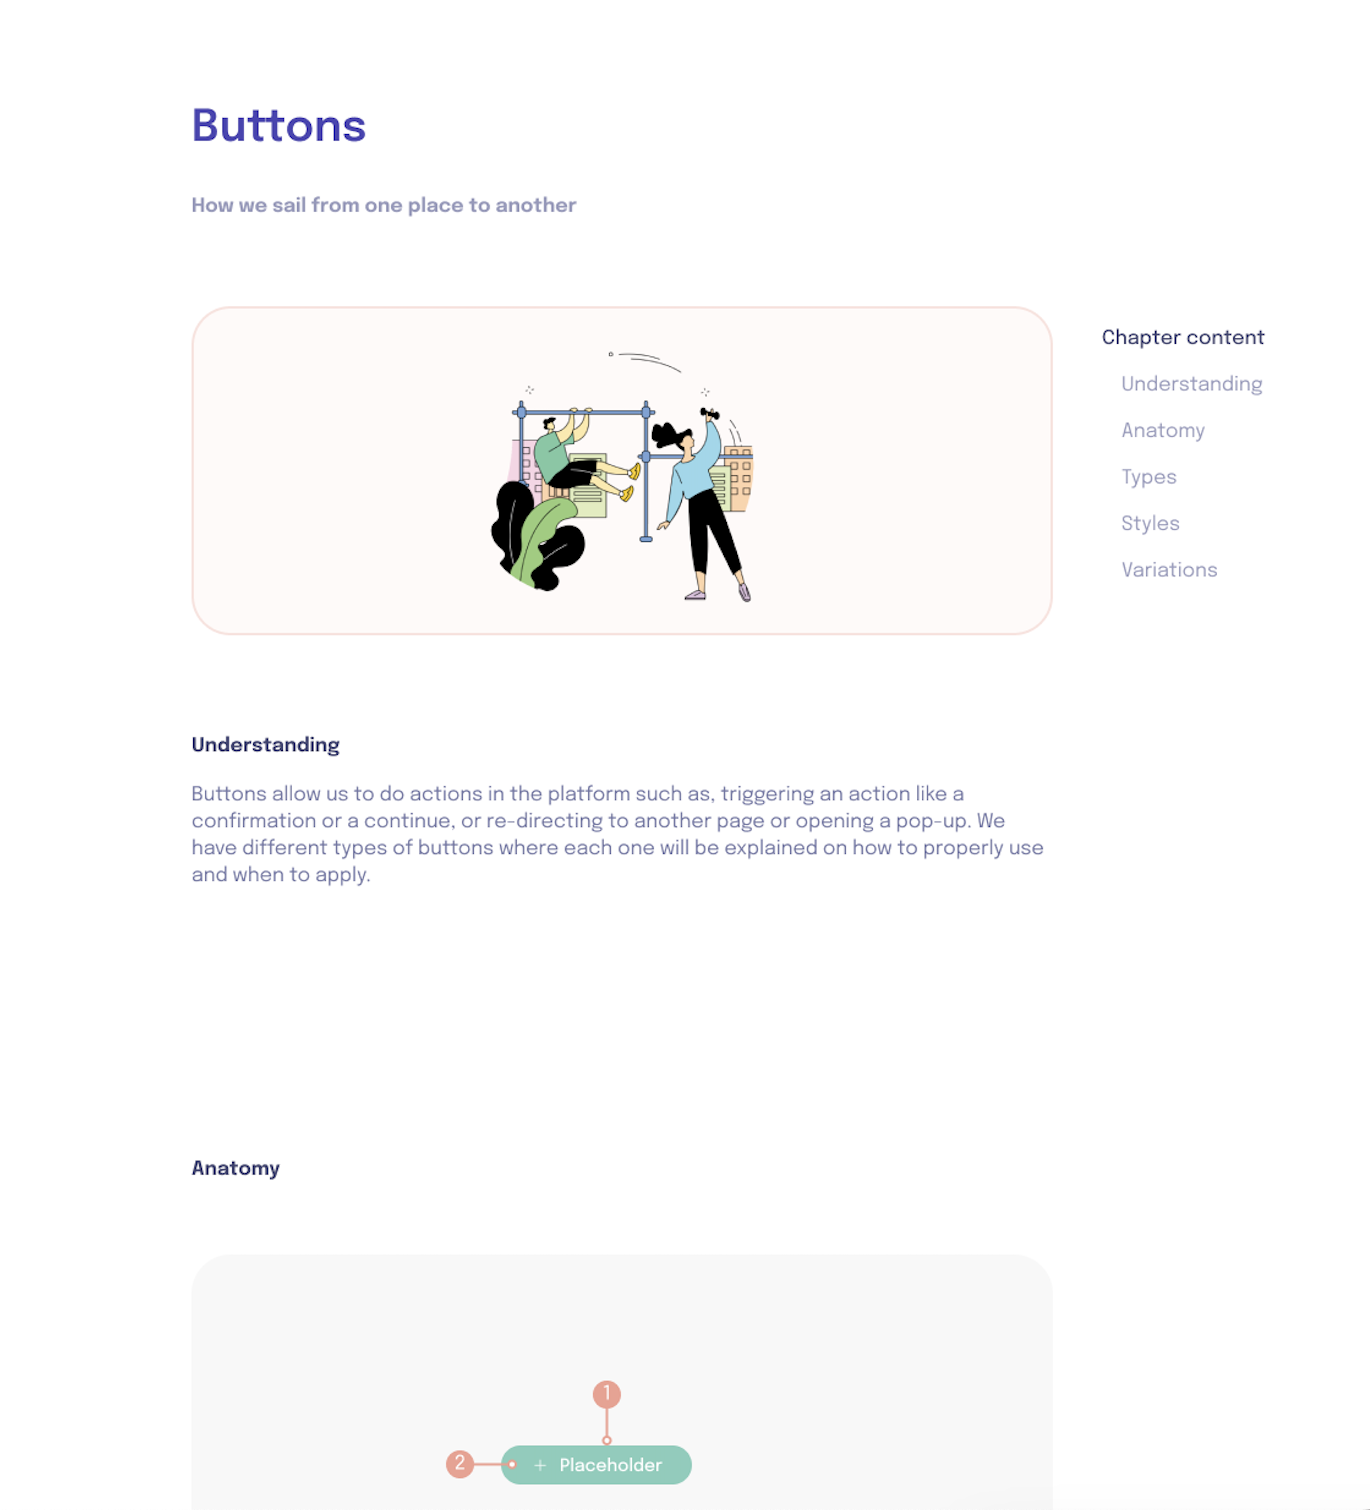 Buttons
How we sail from one place to another
Chapter content
Understanding
Anatomy
Types
Styles
Variations
Understanding
Buttons allow us to do actions in the platform such as, triggering an action like a
confirmation or a continue, or re-directing to another page or opening a pop-up. We
have different types of buttons where each one will be explained on how to properly use
and when to apply.
Anatomy
1
2
+ Placeholder